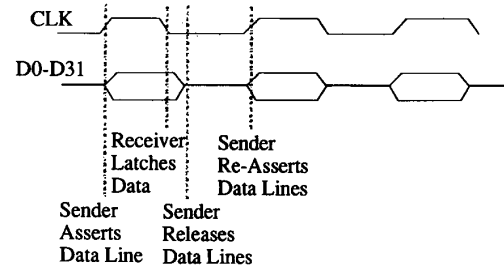 CLK
D0-D31
Receiver
Latches
Data
Sender
Re-Asserts
Data Lines
Sender
Asserts
Data Line
Sender
Releases
Data Lines